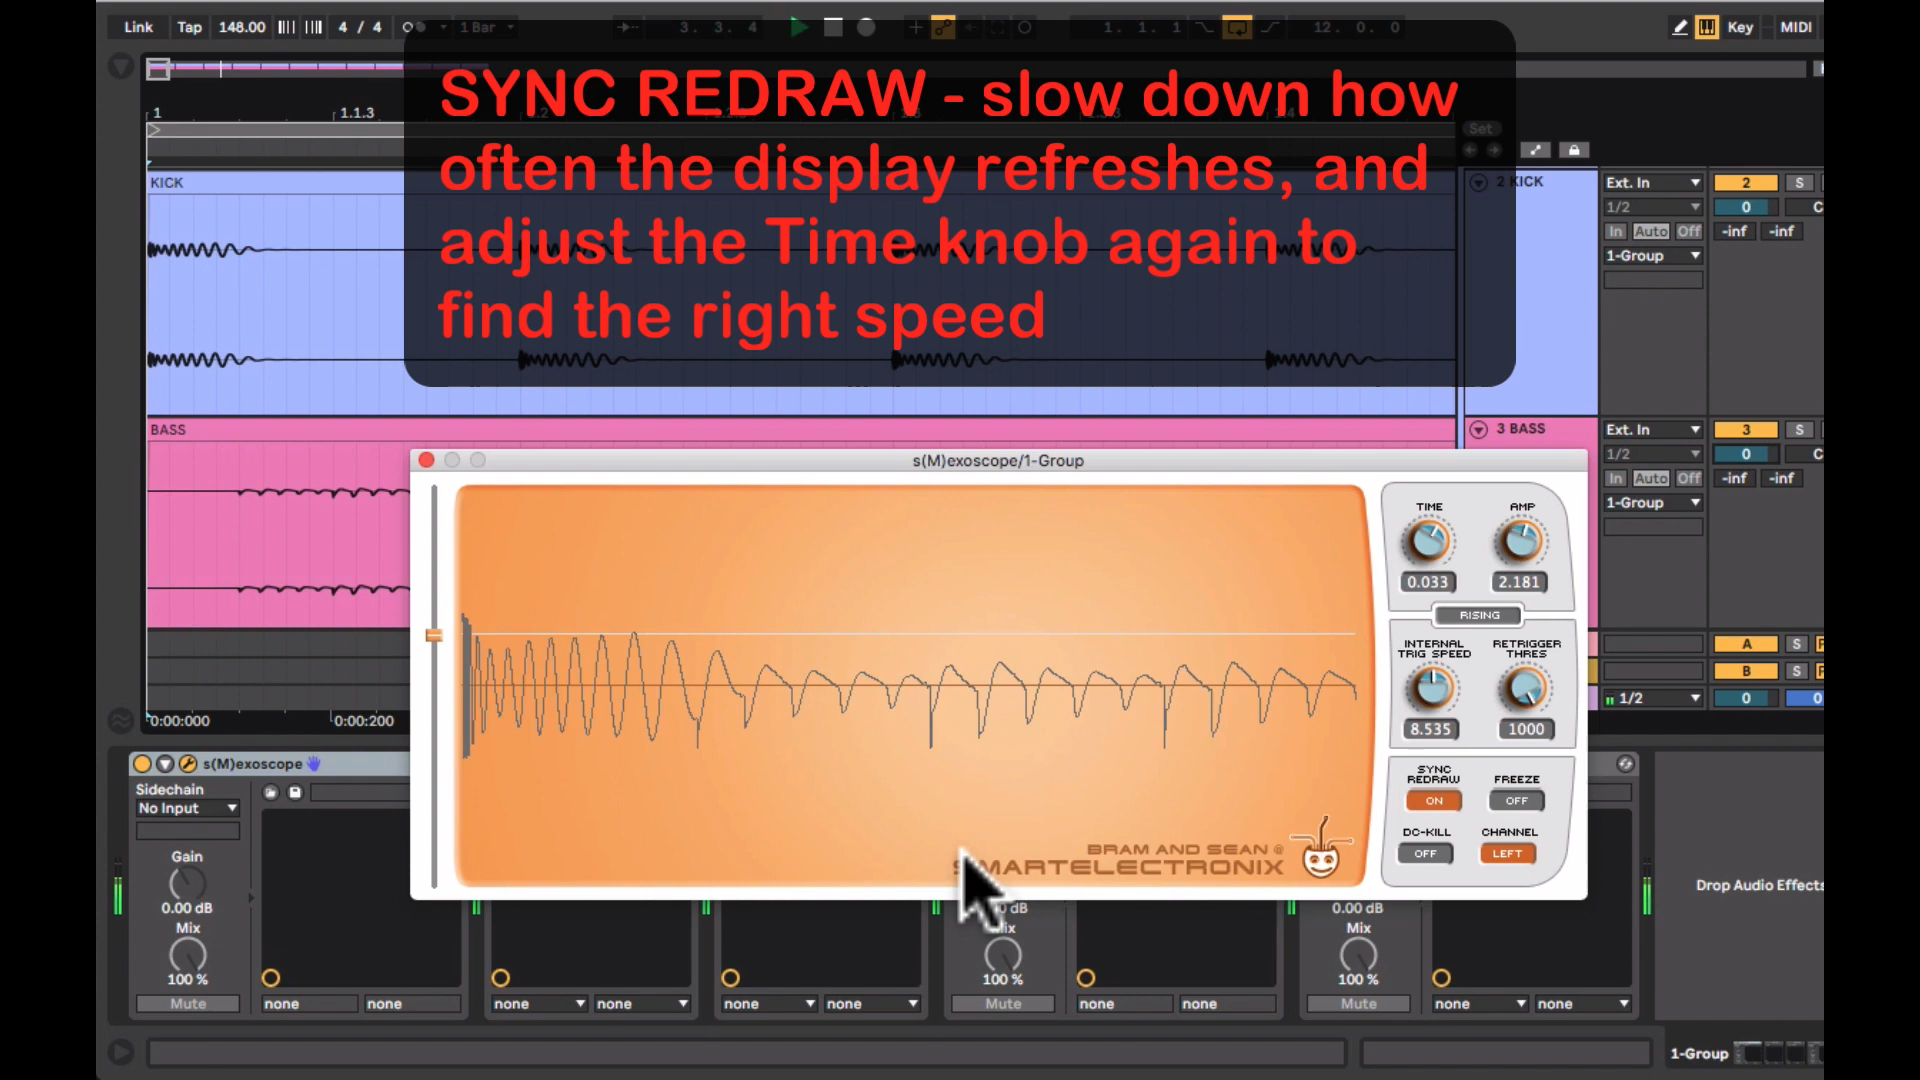 Link Tap 148.00 4 / 4 1 Bar 3. 3. 4 1. 1. 1 12. 0. 0 Key MIDI
SYNC REDRAW - slow down how
often the display refreshes, and
adjust the Time knob again to
find the right speed
1 1.1.3
Set
KICK
2 KICK
Ext. In 2 S
1/2 0 C
In Auto Off -inf -inf
1-Group
BASS
3 BASS
Ext. In 3 S
1/2 0 C
In Auto Off -inf -inf
1-Group
s(M)exoscope/1-Group
TIME AMP
0.033 2.181
RISING
INTERNAL TRIG SPEED
RETRIGGER THRES
8.535 1000
SYNC REDRAW
FREEZE
ON OFF
DC-KILL CHANNEL
OFF LEFT
BRAM AND SEAN @
SMARTELECTRONIX
A S
B S
1/2 0 0
0:00:000 0:00:200
s(M)exoscope
Sidechain
No Input
Gain
0.00 dB
Mix
100 %
Mute
none none
none none
none none
dB
Mix
100 %
Mute
none none
0.00 dB
Mix
100 %
Mute
none none
Drop Audio Effects
1-Group